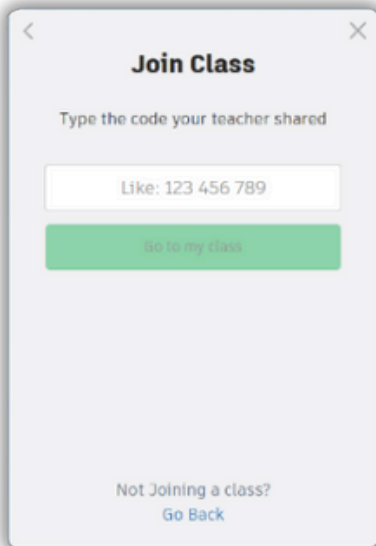 Join Class
Type the code your teacher shared
Like: 123 456 789
Go to my class
Not Joining a class?
Go Back